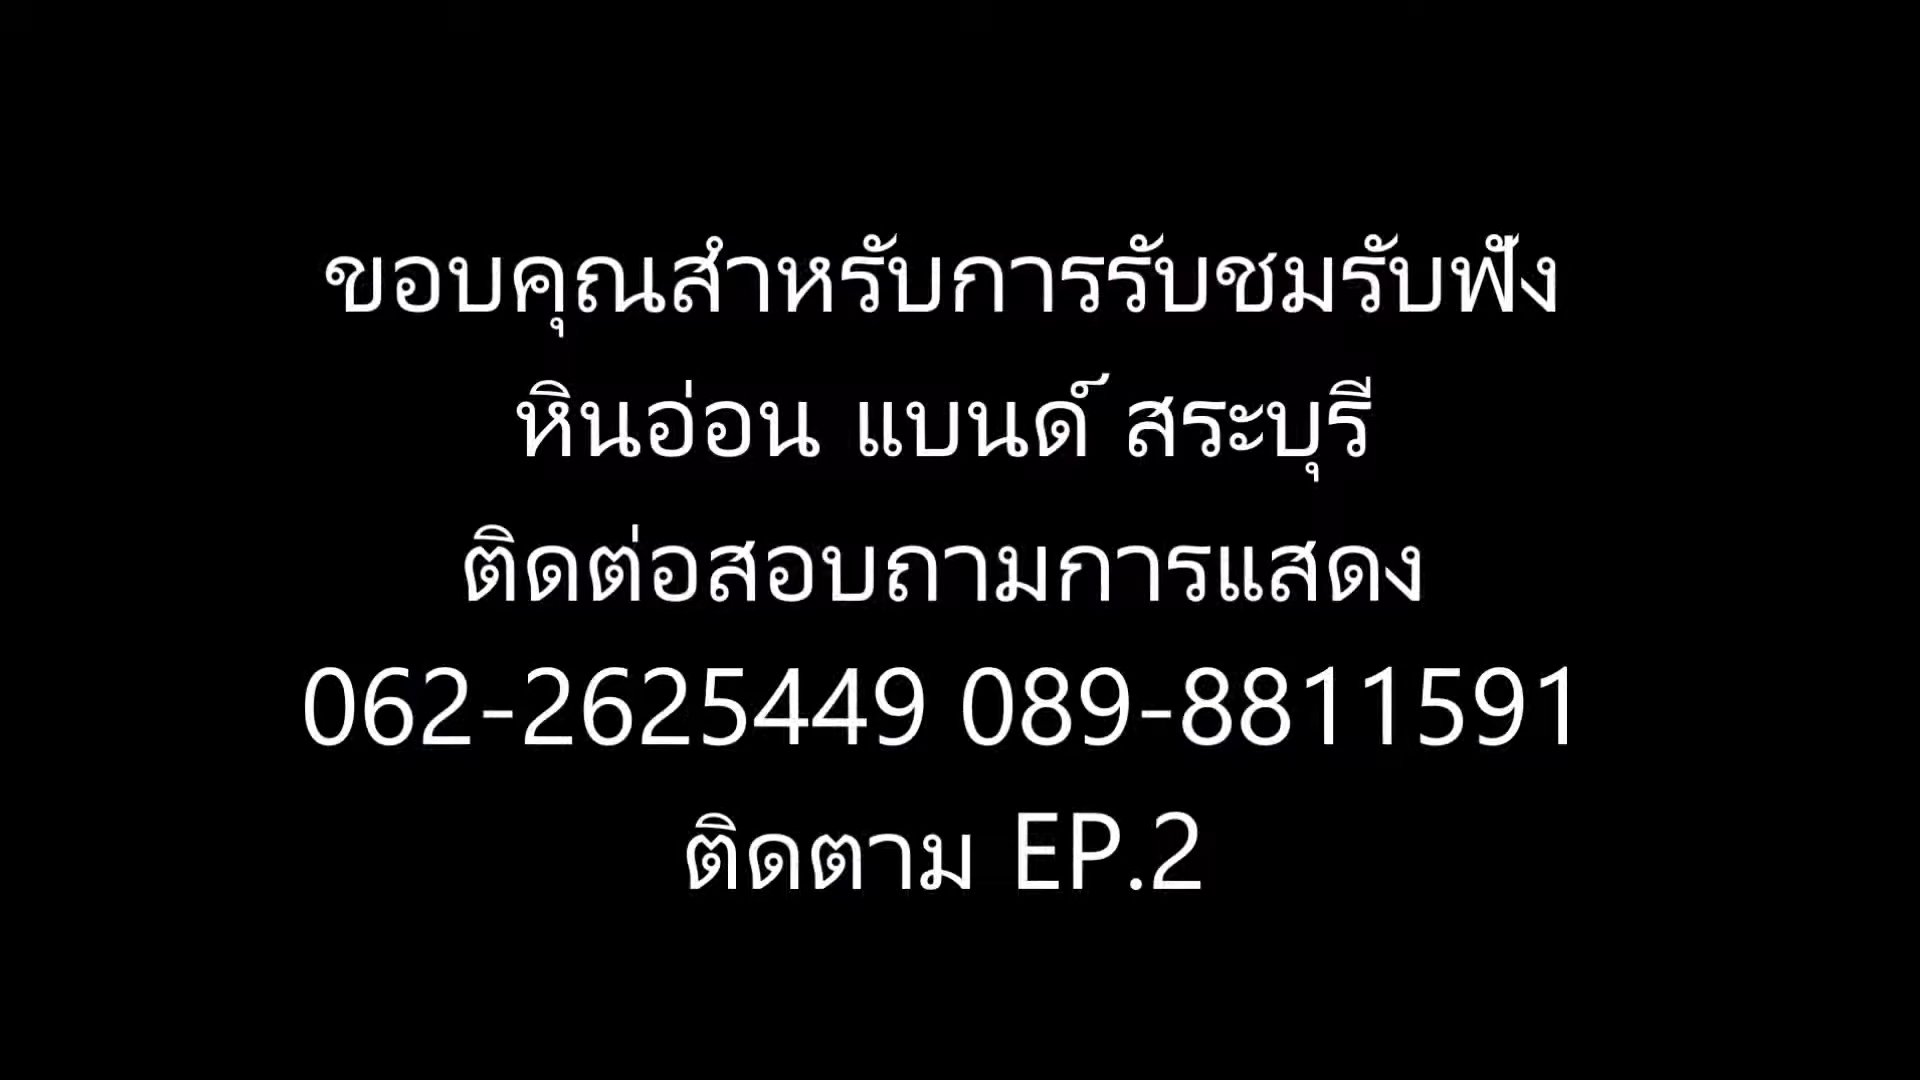 ขอบคุณสำหรับการรับชมรับฟัง
หินอ่อน แบนด์ สระบุรี
ติดต่อสอบถามการแสดง
062-2625449 089-8811591
ติดตาม EP.2